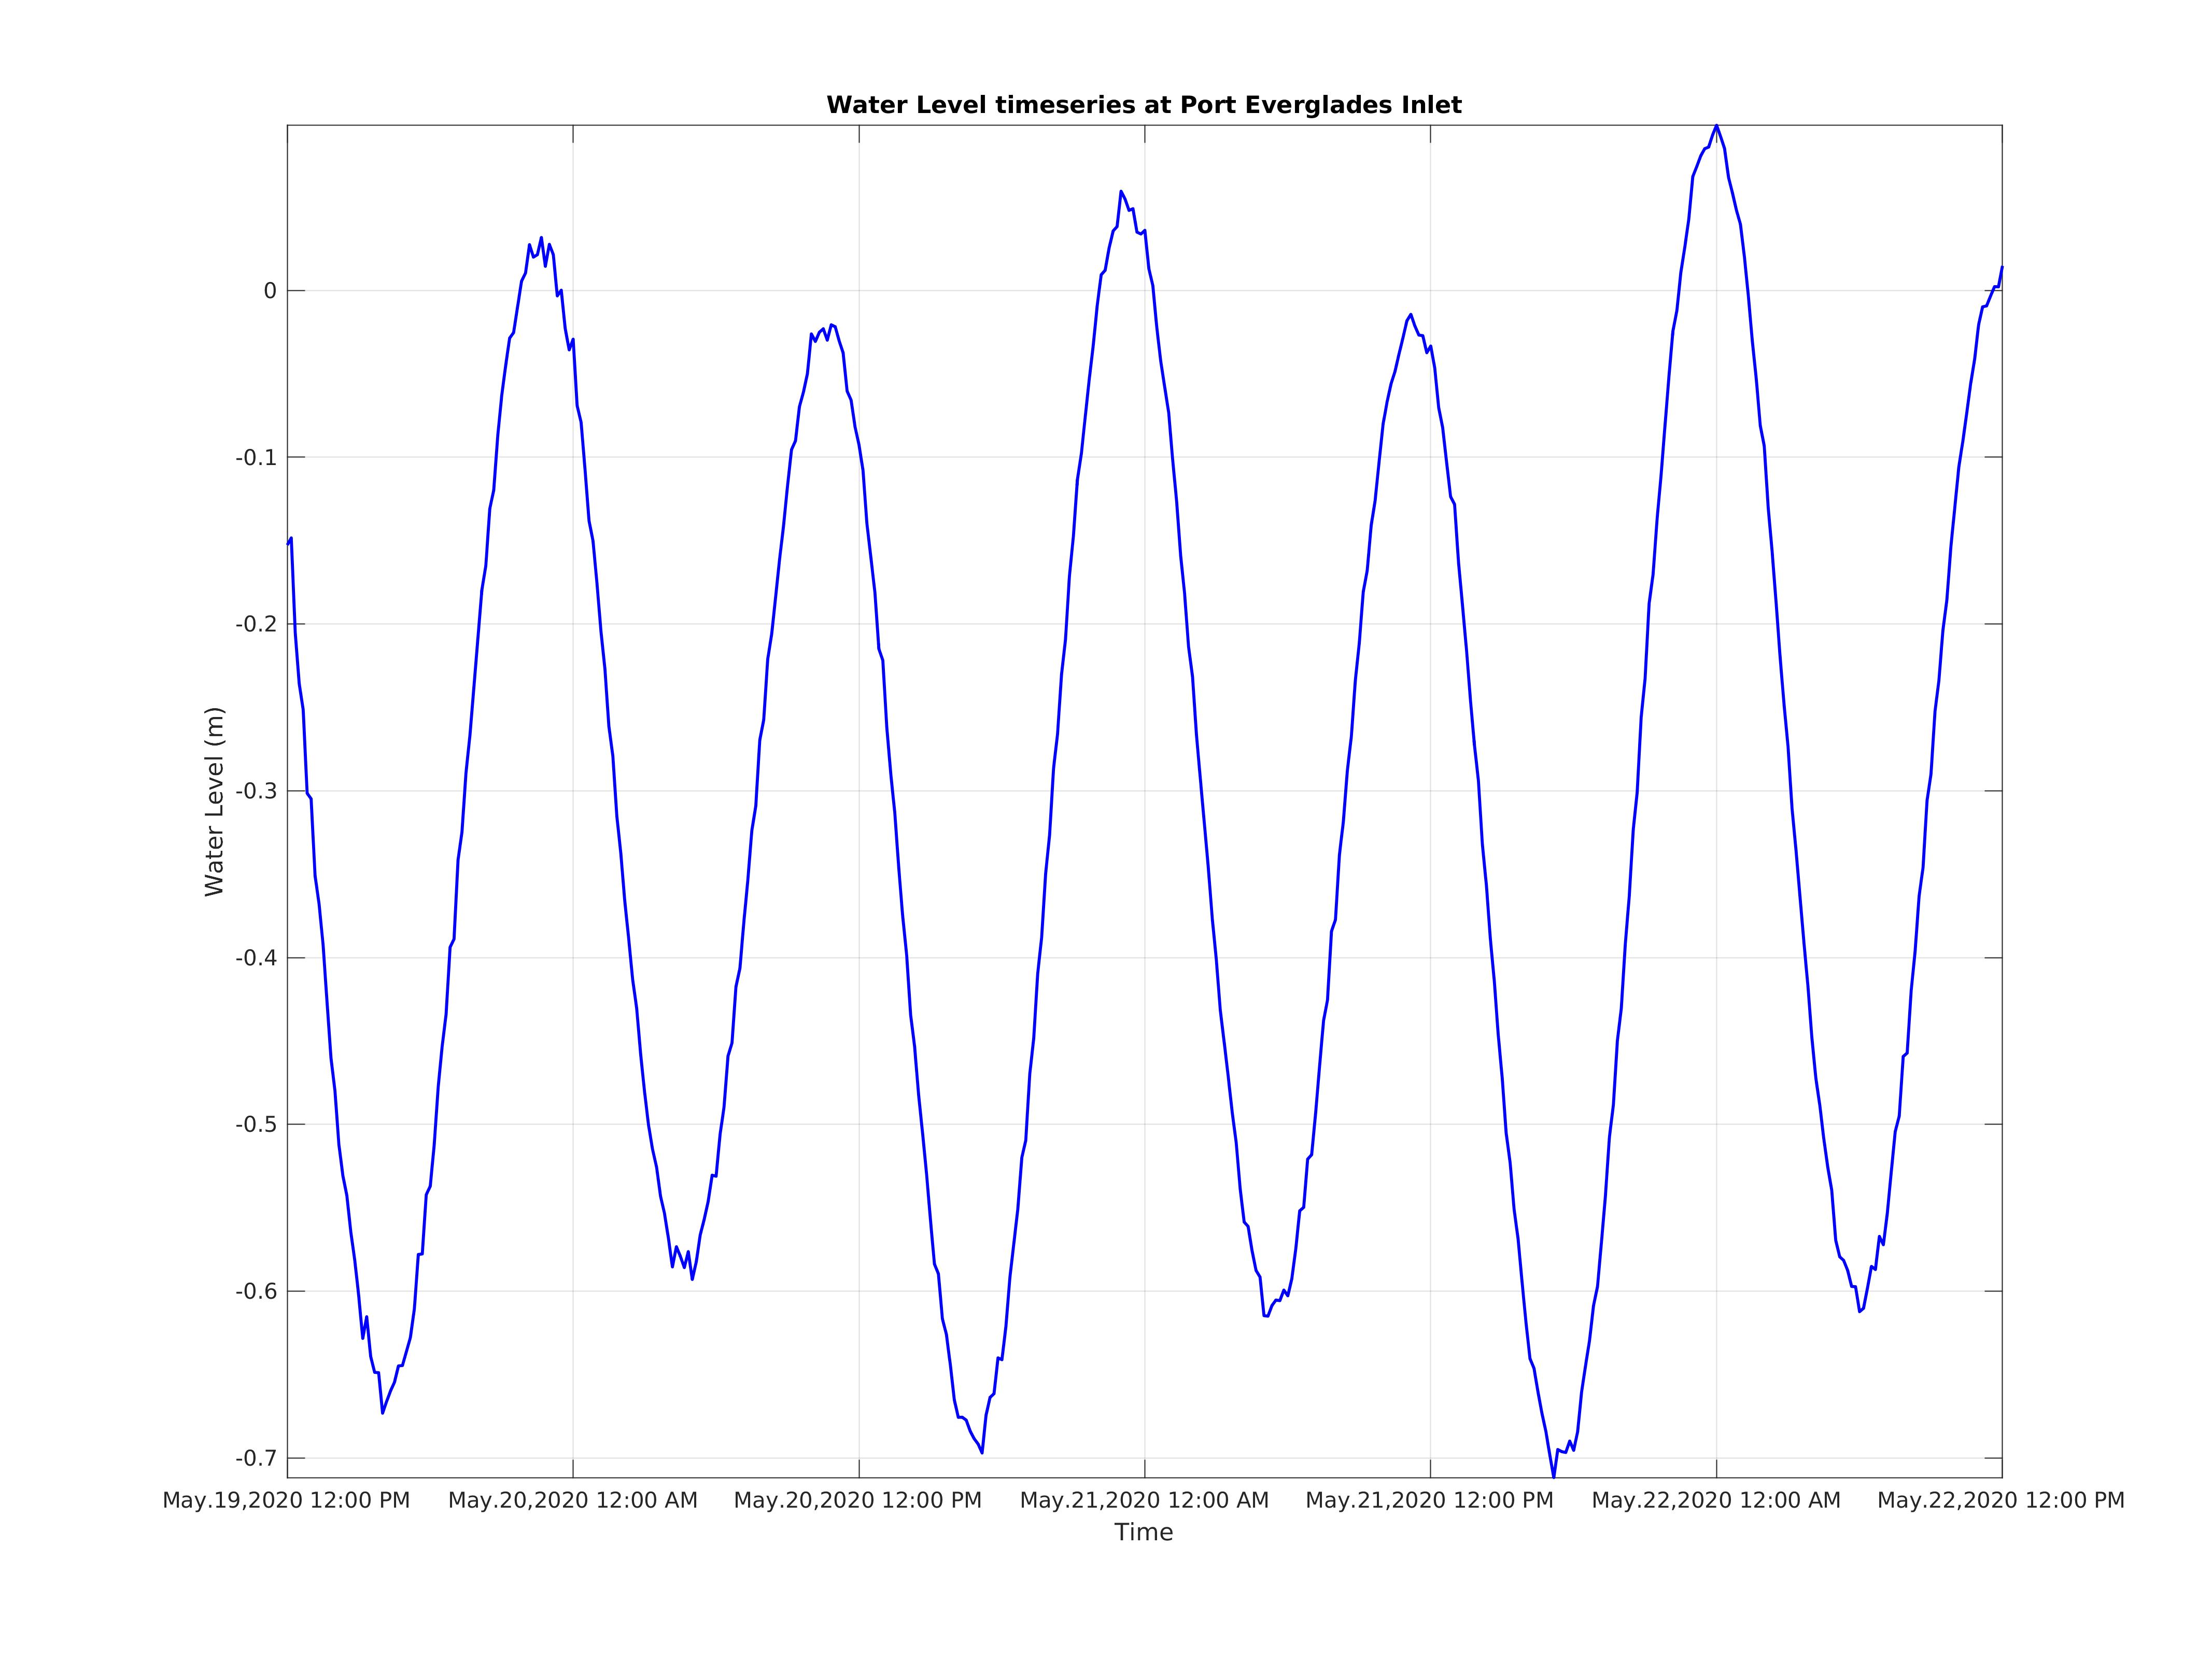 Water Level timeseries at Port Everglades Inlet
0
-0.1
-0.2
-0.3
-0.4
-0.5
-0.6
-0.7
Water Level (m)
May.19,2020 12:00 PM
May.20,2020 12:00 AM
May.20,2020 12:00 PM
May.21,2020 12:00 AM
May.21,2020 12:00 PM
May.22,2020 12:00 AM
May.22,2020 12:00 PM
Time